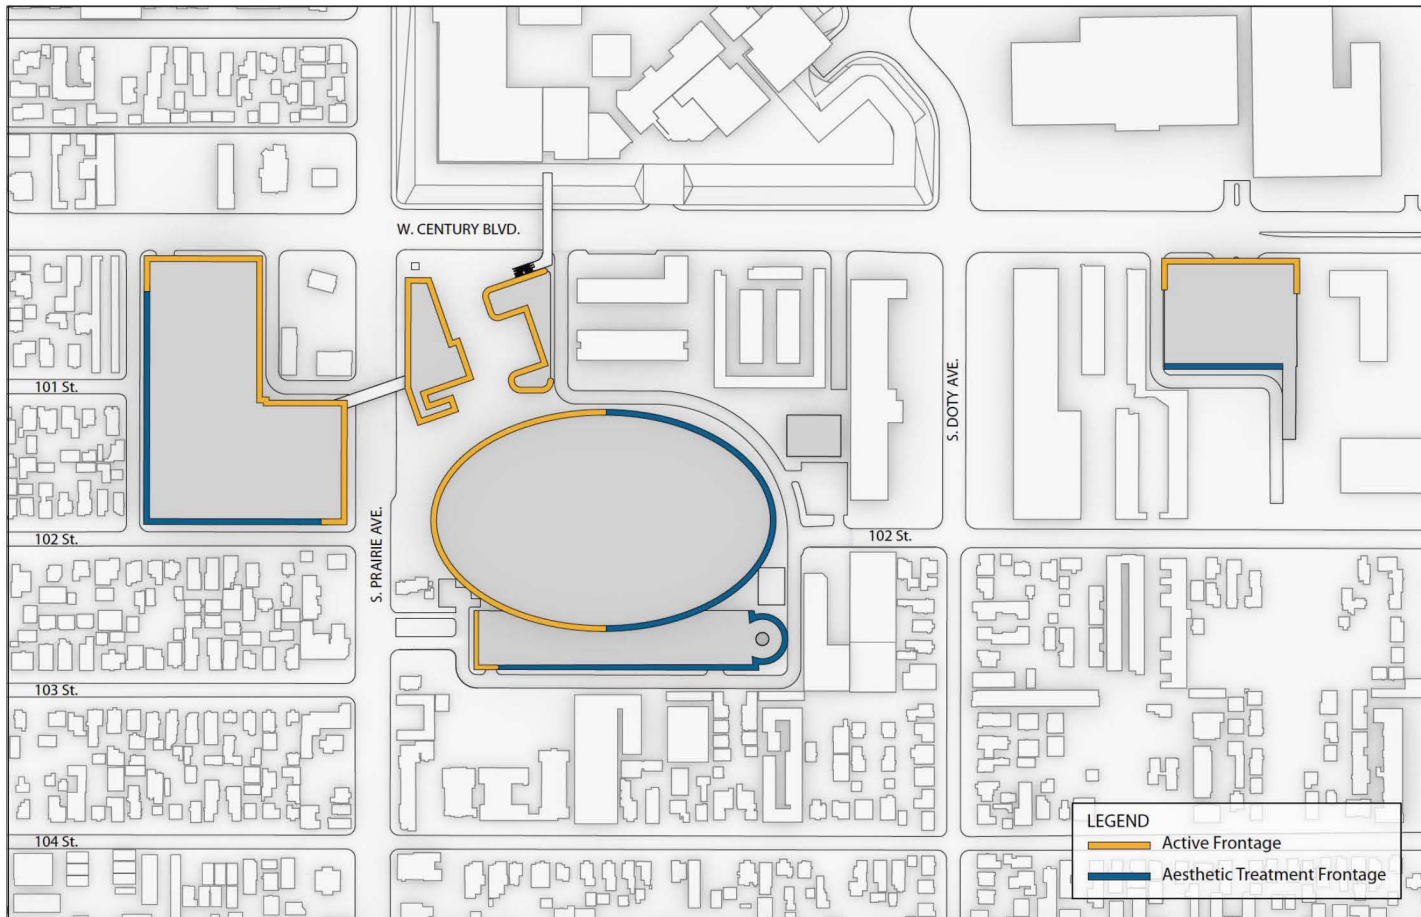 W. CENTURY BLVD.
101 St.
S. DOTY AVE.
S. PRAIRIE AVE.
102 St.
102 St.
103 St.
104 St.
LEGEND
Active Frontage
Aesthetic Treatment Frontage